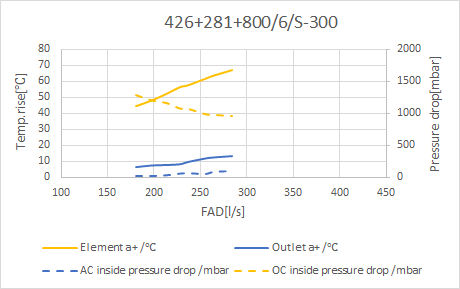 426+281+800/6/S-300
Temp.rise[°C]
80
70
60
50
40
30
20
10
0
2000
1500
1000
500
0
Pressure drop[mbar]
100 150 200 250 300 350 400 450
FAD[l/s]
Element a+ /°C Outlet a+ /°C
AC inside pressure drop /mbar OC inside pressure drop /mbar